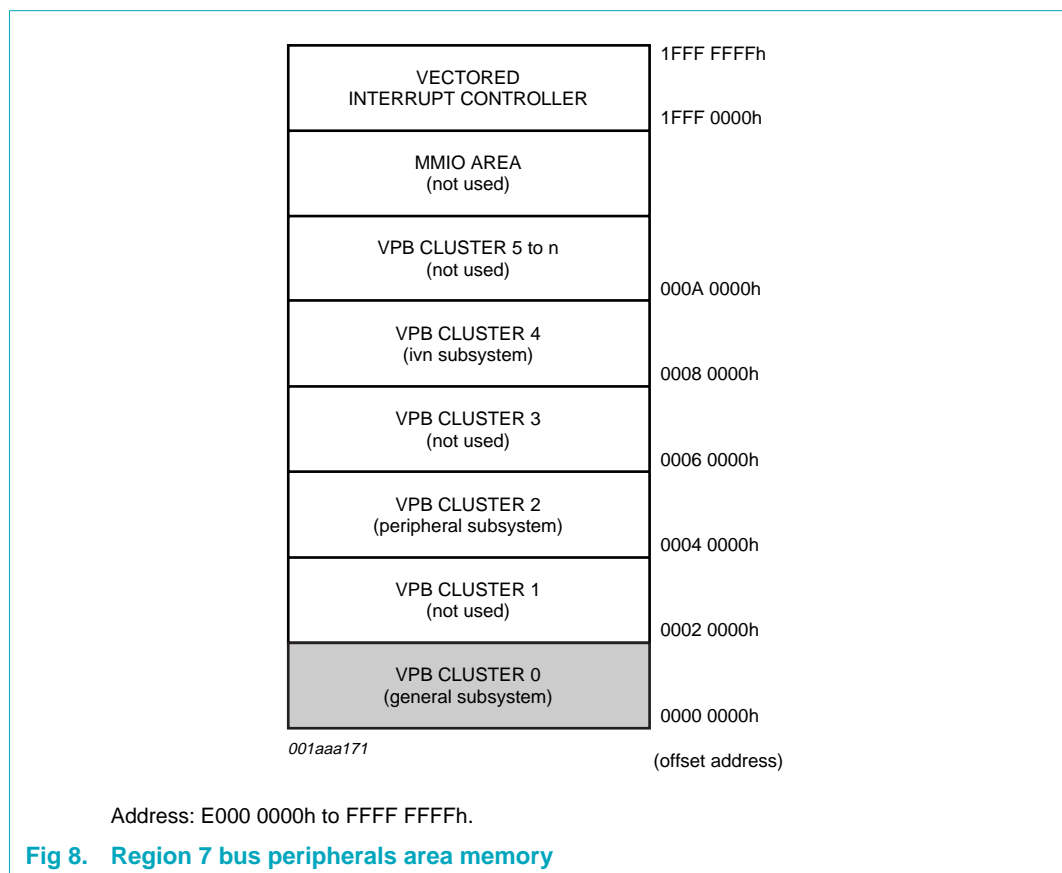 1FFF FFFFh
VECTORED
INTERRUPT CONTROLLER
1FFF 0000h
MMIO AREA
(not used)
VPB CLUSTER 5 to n
(not used)
000A 0000h
VPB CLUSTER 4
(ivn subsystem)
0008 0000h
VPB CLUSTER 3
(not used)
0006 0000h
VPB CLUSTER 2
(peripheral subsystem)
0004 0000h
VPB CLUSTER 1
(not used)
0002 0000h
VPB CLUSTER 0
(general subsystem)
0000 0000h
001aaa171
(offset address)
Address: E000 0000h to FFFF FFFFh.
Fig 8. Region 7 bus peripherals area memory